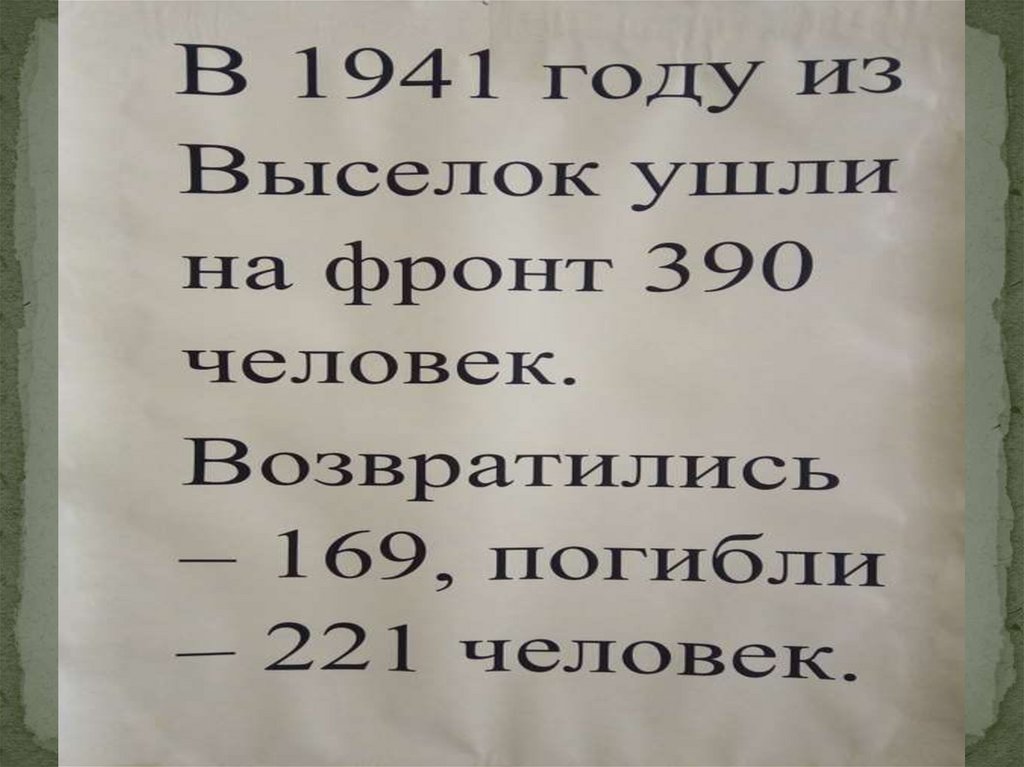 В 1941 году из
Выселок ушли
на фронт 390
человек.
Возвратились
– 169, погибли
– 221 человек.